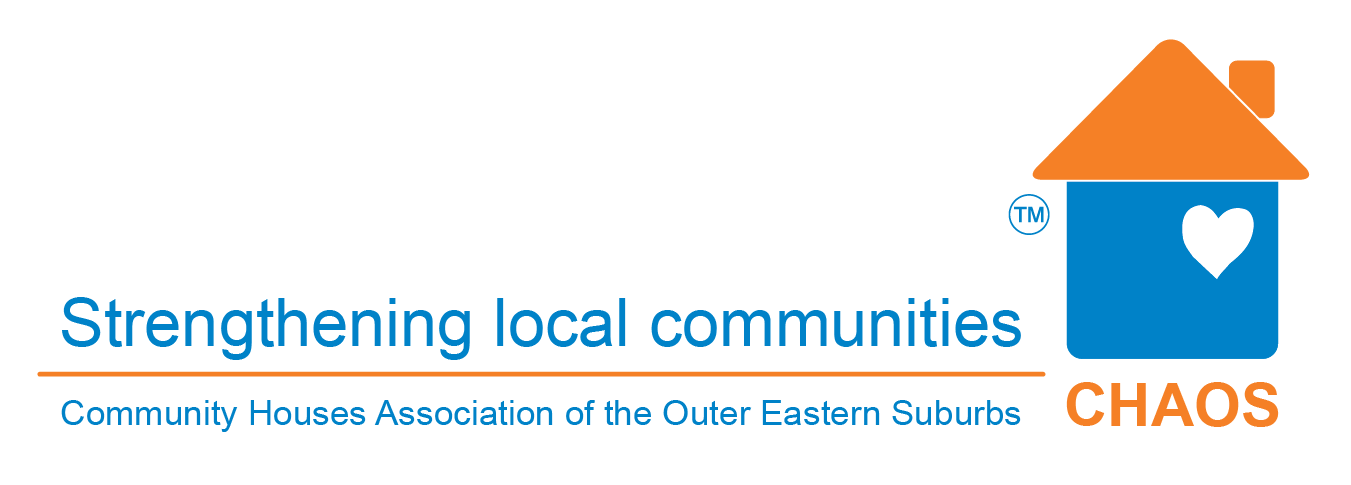 TM
Strengthening local communities
Community Houses Association of the Outer Eastern Suburbs
CHAOS